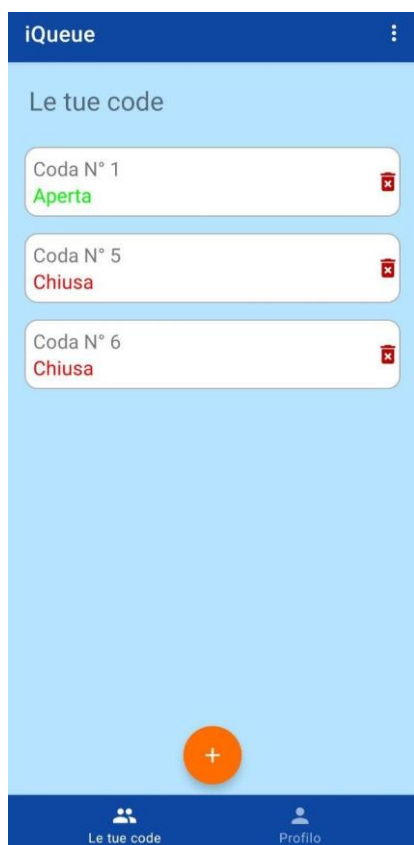 iQueue
Le tue code
Coda N° 1
Aperta
Coda N° 5
Chiusa
Coda N° 6
Chiusa
+
Le tue code
Profilo